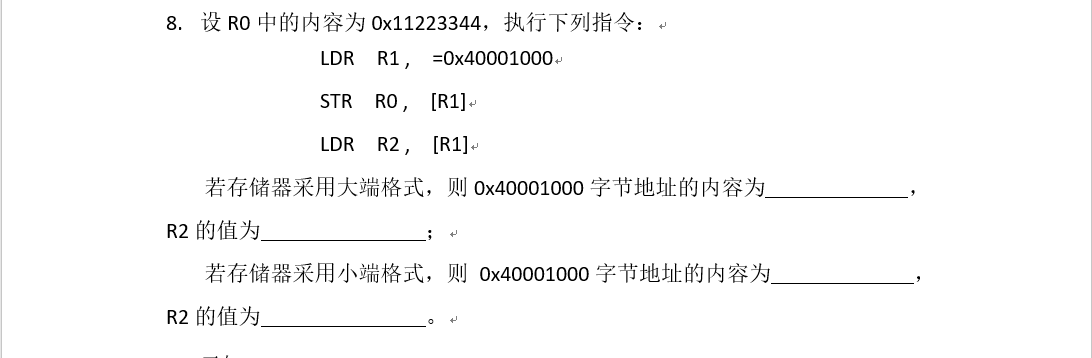 8. 设 R0 中的内容为 0x11223344，执行下列指令：
LDR R1， =0x40001000
STR R0， [R1]
LDR R2， [R1]
若存储器采用大端格式，则 0x40001000 字节地址的内容为_____________，
R2 的值为_______________；
若存储器采用小端格式，则 0x40001000 字节地址的内容为_____________，
R2 的值为_______________。